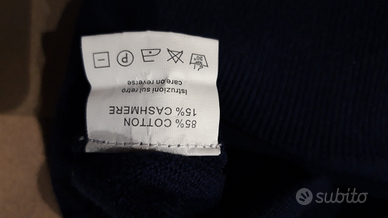 85% COTTON
15% CASHMERE
Istruzioni sul retro
care on reverse
P
subito